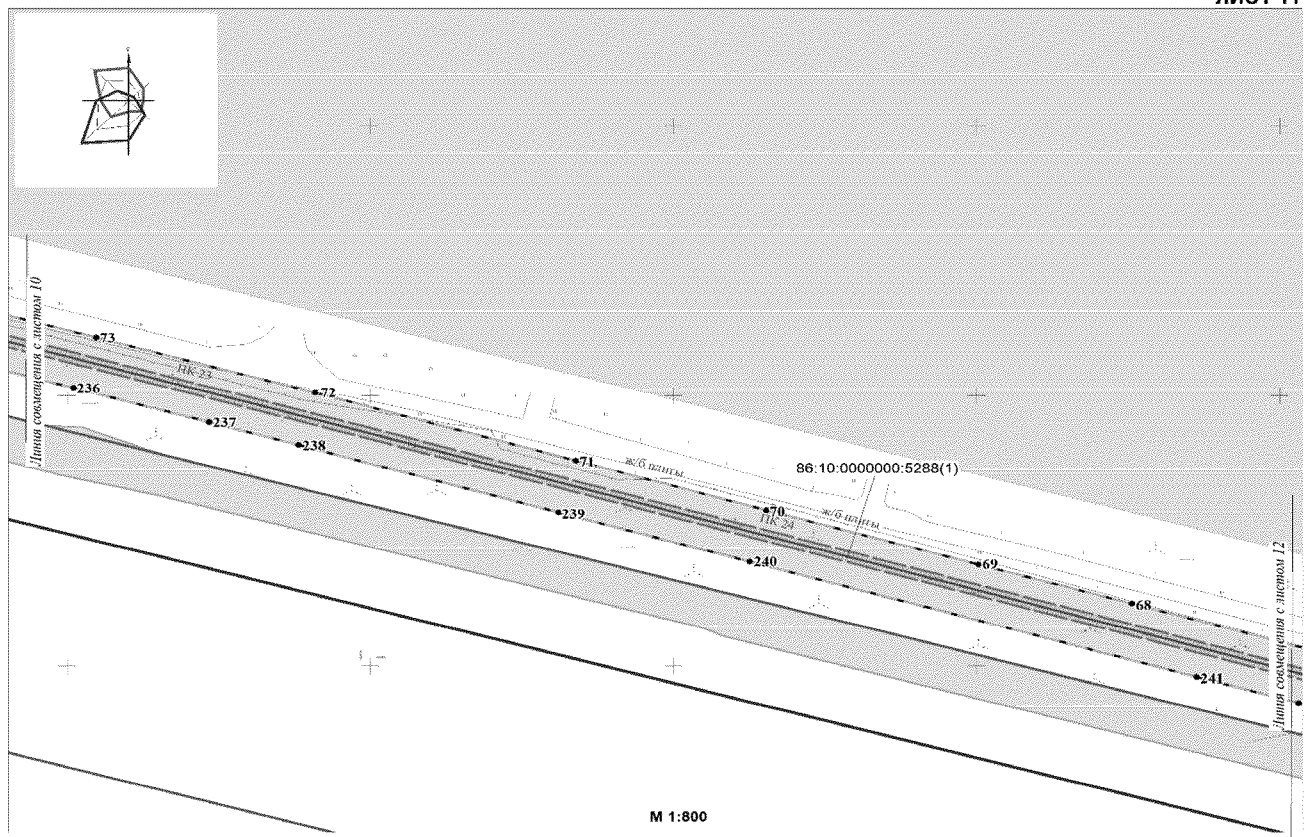 ЛИСТ 11
Линия совмещения с листом 10
73
ПК 23
236
72
237
238
71
ж/б плиты
86:10:0000000:5288(1)
70
ПК 24
ж/б плиты
239
240
69
68
241
Линия совмещения с листом 12
М 1:800